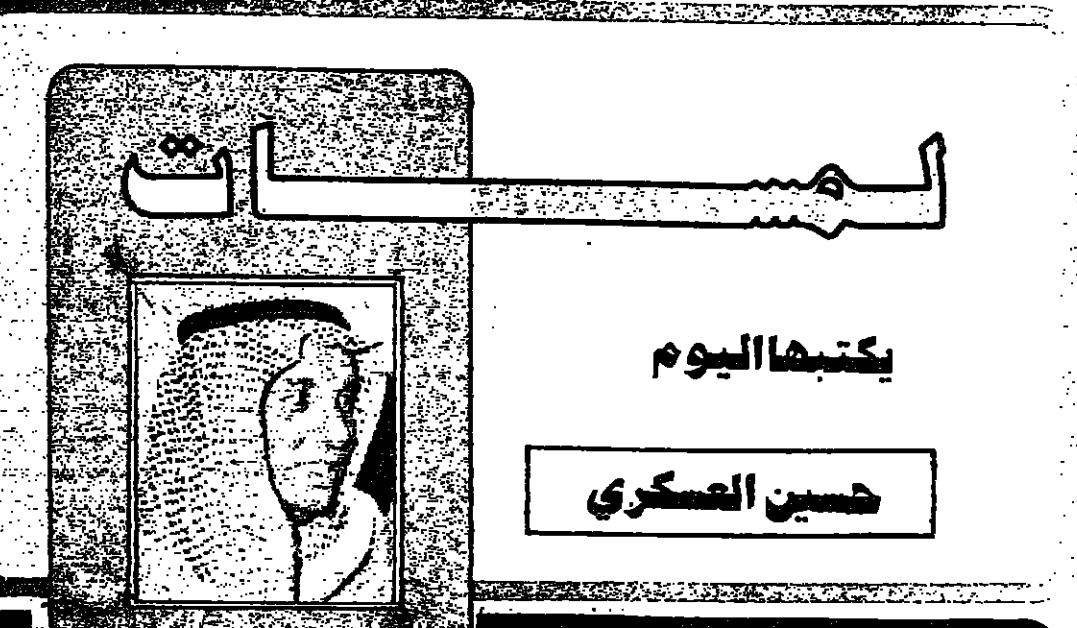 لمسات
يكتبها اليوم
حسين العسكري